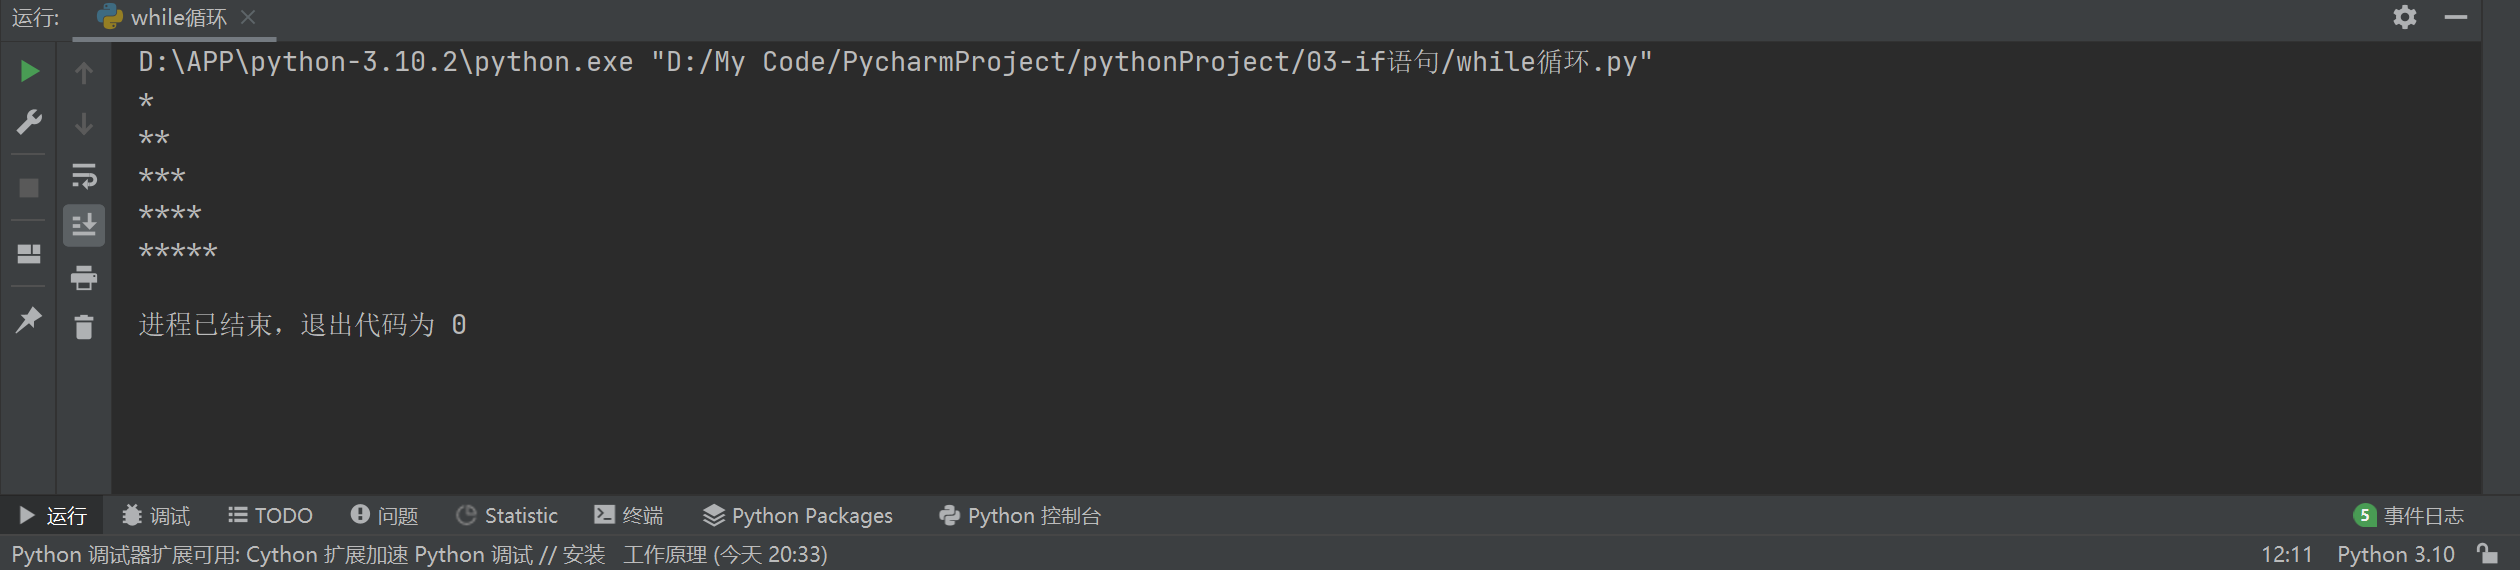 运行: while循环
D:\APP\python-3.10.2\python.exe "D:/My Code/PycharmProject/pythonProject/03-if语句/while循环.py"
*
**
***
****
*****
进程已结束，退出代码为 0
运行 调试 TODO 问题 Statistic 终端 Python Packages Python 控制台 5 事件日志
Python 调试器扩展可用: Cython 扩展加速 Python 调试 // 安装 工作原理 (今天 20:33) 12:11 Python 3.10